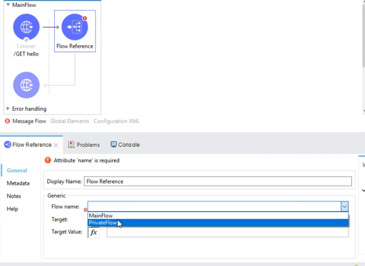 MainFlow
Listener
Flow Reference
/GET hello
Error handling
Message Flow Global Elements Configuration XML
Flow Reference Problems Console
General
Metadata
Notes
Help
Attribute 'name' is required
Display Name: Flow Reference
Generic
Flow name:
MainFlow
PrivateFlow
Target:
Target Value: fx